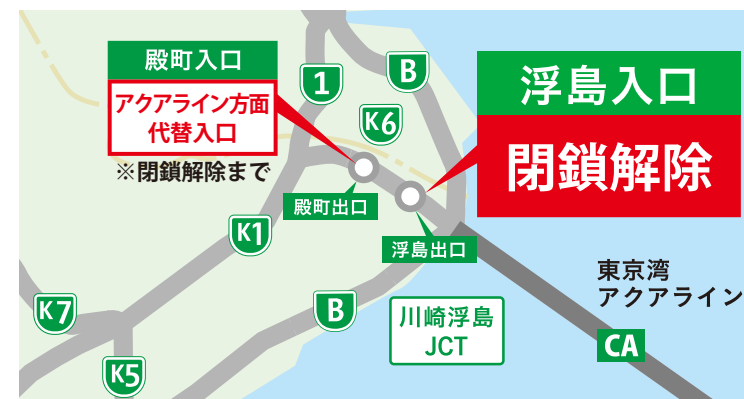 殿町入口
アクアライン方面
代替入口
※閉鎖解除まで
1
B
K6
浮島入口
閉鎖解除
殿町出口
浮島出口
K1
東京湾
アクアライン
CA
K7
B
川崎浮島
JCT
K5